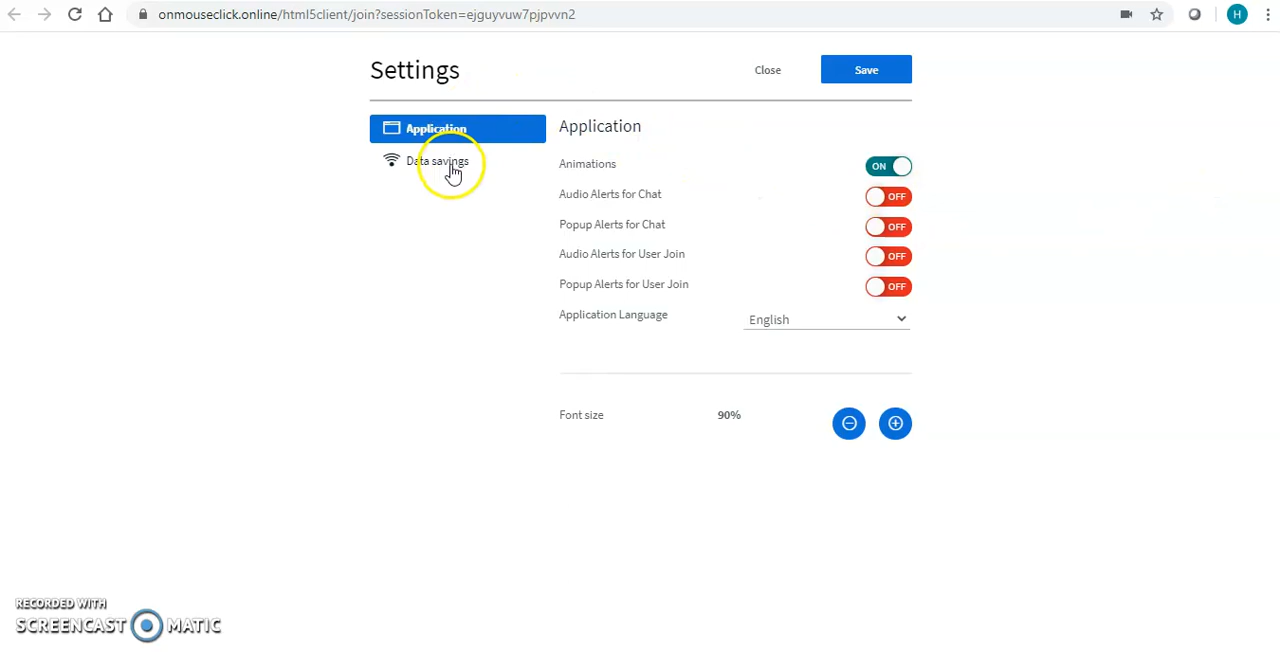 onmouseclick.online/html5client/join?sessionToken=ejguyvuw7pjpvvn2
H
Settings
Close
Save
Application
Data savings
Application
Animations
ON
Audio Alerts for Chat
OFF
Popup Alerts for Chat
OFF
Audio Alerts for User Join
OFF
Popup Alerts for User Join
OFF
Application Language
English
Font size
90%
RECORDED WITH
SCREENCAST MATIC